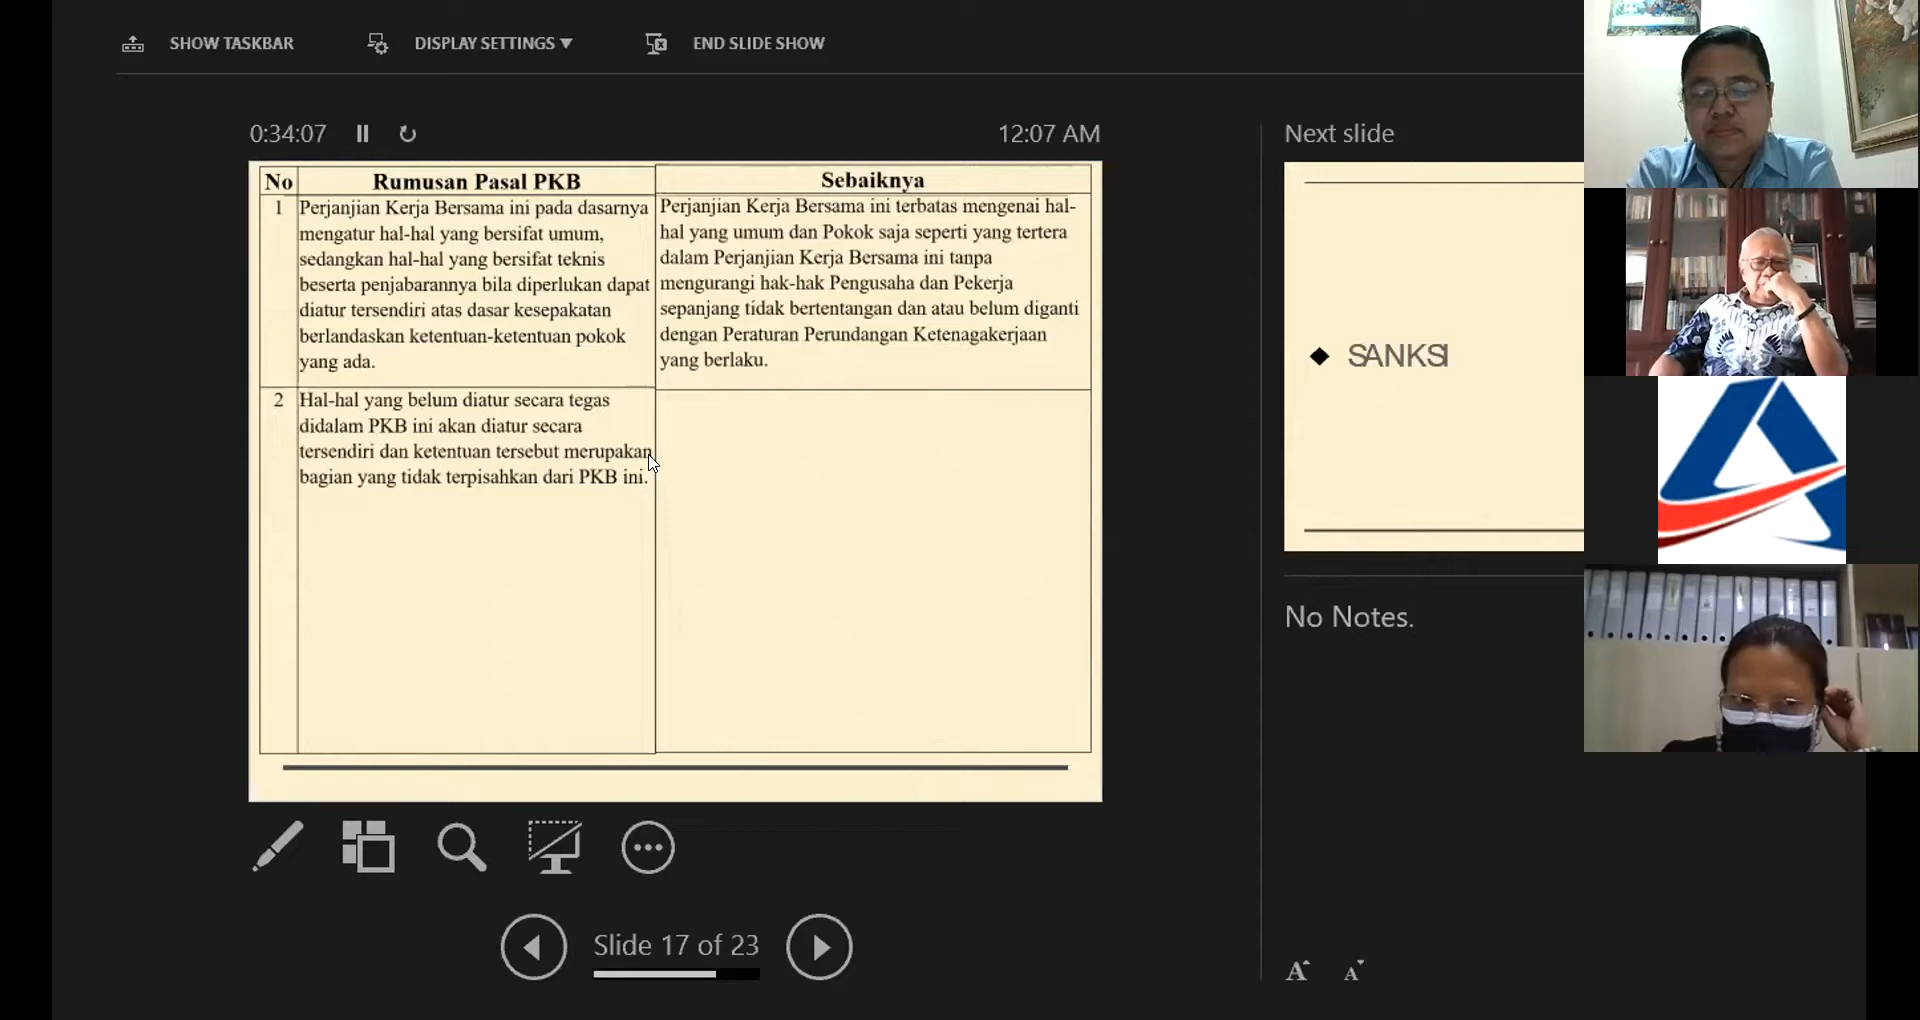 SHOW TASKBAR
DISPLAY SETTINGS
END SLIDE SHOW
0:34:07
12:07 AM
No
Rumusan Pasal PKB
Sebaiknya
1
Perjanjian Kerja Bersama ini pada dasarnya
mengatur hal-hal yang bersifat umum,
sedangkan hal-hal yang bersifat teknis
beserta penjabarannya bila diperlukan dapat
diatur tersendiri atas dasar kesepakatan
berlandaskan ketentuan-ketentuan pokok
yang ada.
Perjanjian Kerja Bersama ini terbatas mengenai hal-
hal yang umum dan Pokok saja seperti yang tertera
dalam Perjanjian Kerja Bersama ini tanpa
mengurangi hak-hak Pengusaha dan Pekerja
sepanjang tidak bertentangan dan atau belum diganti
dengan Peraturan Perundangan Ketenagakerjaan
yang berlaku.
2
Hal-hal yang belum diatur secara tegas
didalam PKB ini akan diatur secara
tersendiri dan ketentuan tersebut merupakan
bagian yang tidak terpisahkan dari PKB ini.
Slide 17 of 23
Next slide
SANKSI
No Notes.
A
A